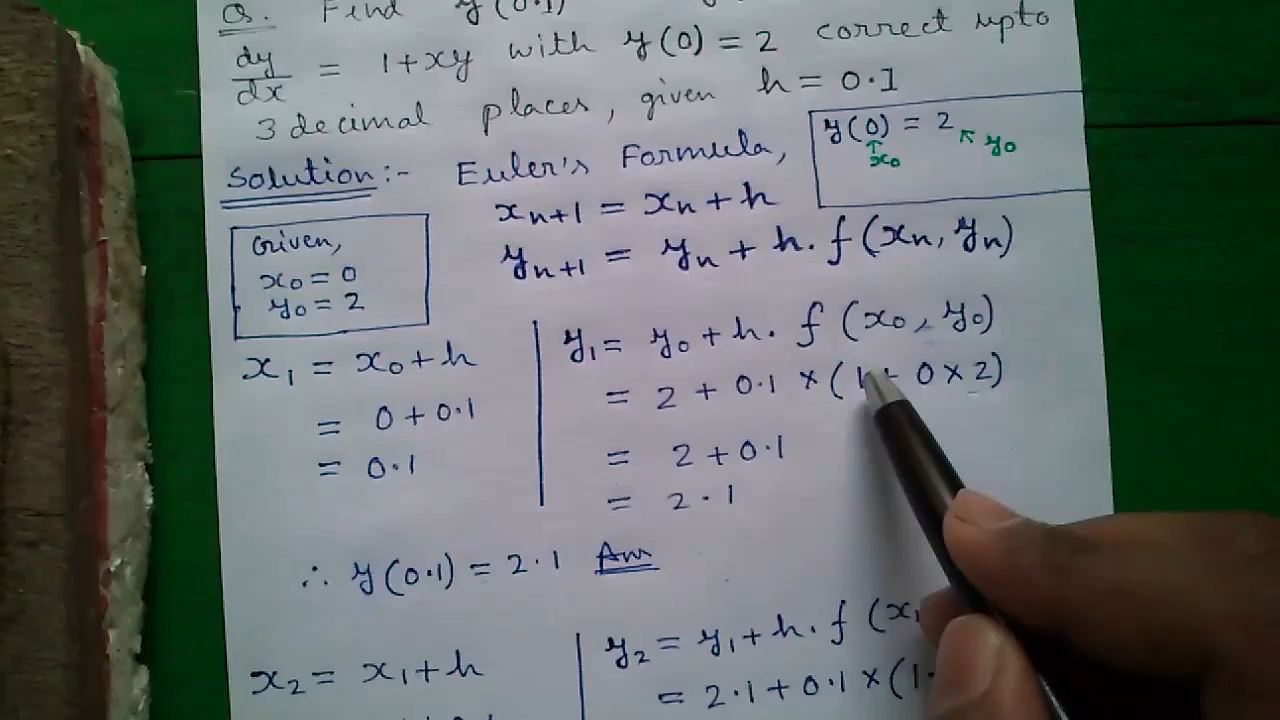 Q. Find y(0.1)
dy/dx = 1+xy with y(0) = 2 correct upto
3 decimal places, given h = 0.1
y(0) = 2
x₀ y₀
Solution:- Euler's Formula,
xₙ₊₁ = xₙ + h
yₙ₊₁ = yₙ + h. f(xₙ, yₙ)
Given,
x₀ = 0
y₀ = 2
x₁ = x₀+h
= 0 + 0.1
= 0.1
y₁ = y₀ + h. f (x₀, y₀)
= 2 + 0.1 × (1 + 0 × 2)
= 2 + 0.1
= 2.1
∴ y(0.1) = 2.1 Ans
x₂ = x₁ + h
y₂ = y₁ + h. f (x₁
= 2.1 + 0.1 × (1